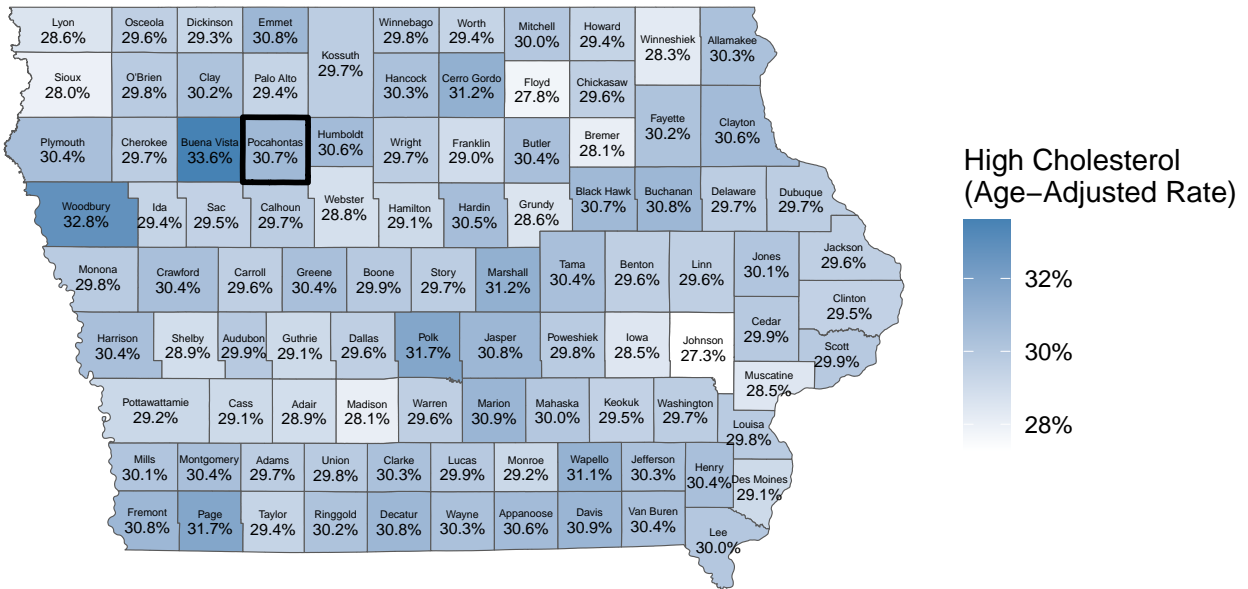 Lyon
28.6%
Osceola
29.6%
Dickinson
29.3%
Emmet
30.8%
Kossuth
29.7%
Winnebago
29.8%
Worth
29.4%
Mitchell
30.0%
Howard
29.4%
Winneshiek
28.3%
Allamakee
30.3%
Sioux
28.0%
O'Brien
29.8%
Clay
30.2%
Palo Alto
29.4%
Hancock
30.3%
Cerro Gordo
31.2%
Floyd
27.8%
Chickasaw
29.6%
Fayette
30.2%
Clayton
30.6%
Plymouth
30.4%
Cherokee
29.7%
Buena Vista
33.6%
Pocahontas
30.7%
Humboldt
30.6%
Wright
29.7%
Franklin
29.0%
Butler
30.4%
Bremer
28.1%
High Cholesterol
(Age−Adjusted Rate)
32%
30%
28%
Woodbury
32.8%
Ida
29.4%
Sac
29.5%
Calhoun
29.7%
Webster
28.8%
Hamilton
29.1%
Hardin
30.5%
Grundy
28.6%
Black Hawk
30.7%
Buchanan
30.8%
Delaware
29.7%
Dubuque
29.7%
Monona
29.8%
Crawford
30.4%
Carroll
29.6%
Greene
30.4%
Boone
29.9%
Story
29.7%
Marshall
31.2%
Tama
30.4%
Benton
29.6%
Linn
29.6%
Jones
30.1%
Jackson
29.6%
Clinton
29.5%
Harrison
30.4%
Shelby
28.9%
Audubon
29.9%
Guthrie
29.1%
Dallas
29.6%
Polk
31.7%
Jasper
30.8%
Poweshiek
29.8%
Iowa
28.5%
Johnson
27.3%
Cedar
29.9%
Scott
29.9%
Muscatine
28.5%
Pottawattamie
29.2%
Cass
29.1%
Adair
28.9%
Madison
28.1%
Warren
29.6%
Marion
30.9%
Mahaska
30.0%
Keokuk
29.5%
Washington
29.7%
Louisa
29.8%
Mills
30.1%
Montgomery
30.4%
Adams
29.7%
Union
29.8%
Clarke
30.3%
Lucas
29.9%
Monroe
29.2%
Wapello
31.1%
Jefferson
30.3%
Henry
30.4%
Des Moines
29.1%
Fremont
30.8%
Page
31.7%
Taylor
29.4%
Ringgold
30.2%
Decatur
30.8%
Wayne
30.3%
Appanoose
30.6%
Davis
30.9%
Van Buren
30.4%
Lee
30.0%